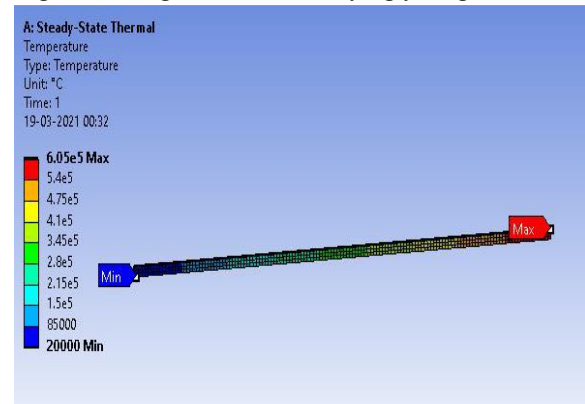 A: Steady-State Thermal
Temperature
Type: Temperature
Unit: °C
Time: 1
19-03-2021 00:32
6.05e5 Max
5.4e5
4.75e5
4.1e5
3.45e5
2.8e5
2.15e5
1.5e5
85000
20000 Min
Max
Min